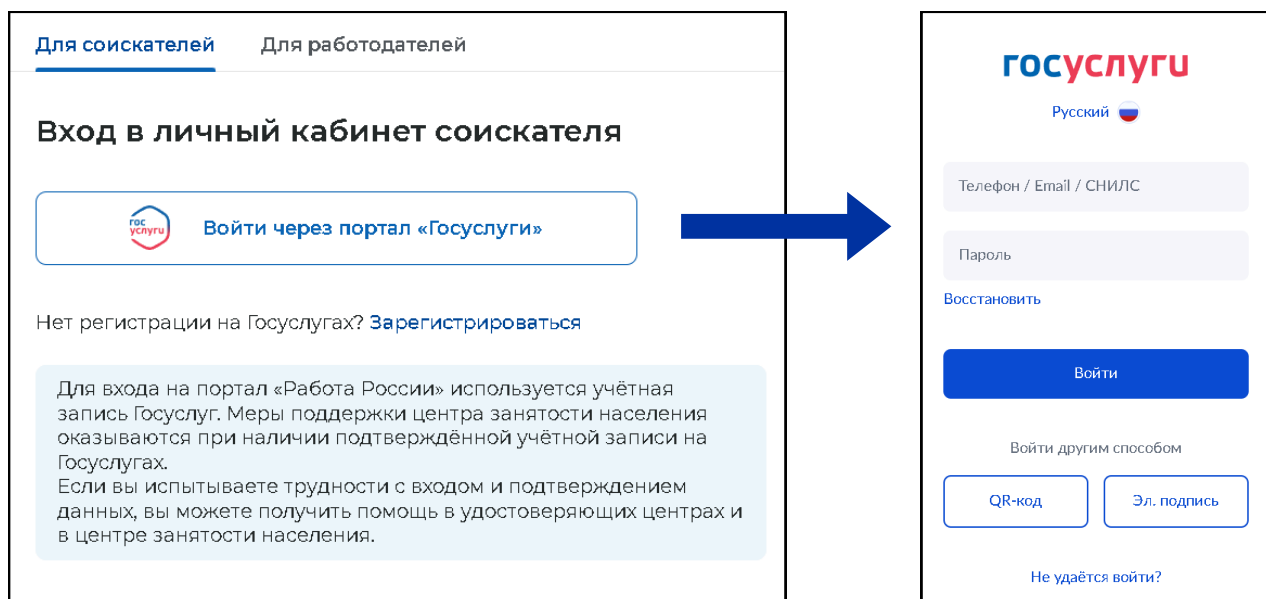 Для соискателей Для работодателей
Вход в личный кабинет соискателя
гос
услуги
Войти через портал «Госуслуги»
Нет регистрации на Госуслугах? Зарегистрироваться
Для входа на портал «Работа России» используется учётная
запись Госуслуг. Меры поддержки центра занятости населения
оказываются при наличии подтверждённой учётной записи на
Госуслугах.
Если вы испытываете трудности с входом и подтверждением
данных, вы можете получить помощь в удостоверяющих центрах и
в центре занятости населения.
госуслуги
Русский
Телефон / Email / СНИЛС
Пароль
Восстановить
Войти
Войти другим способом
QR-код Эл. подпись
Не удаётся войти?